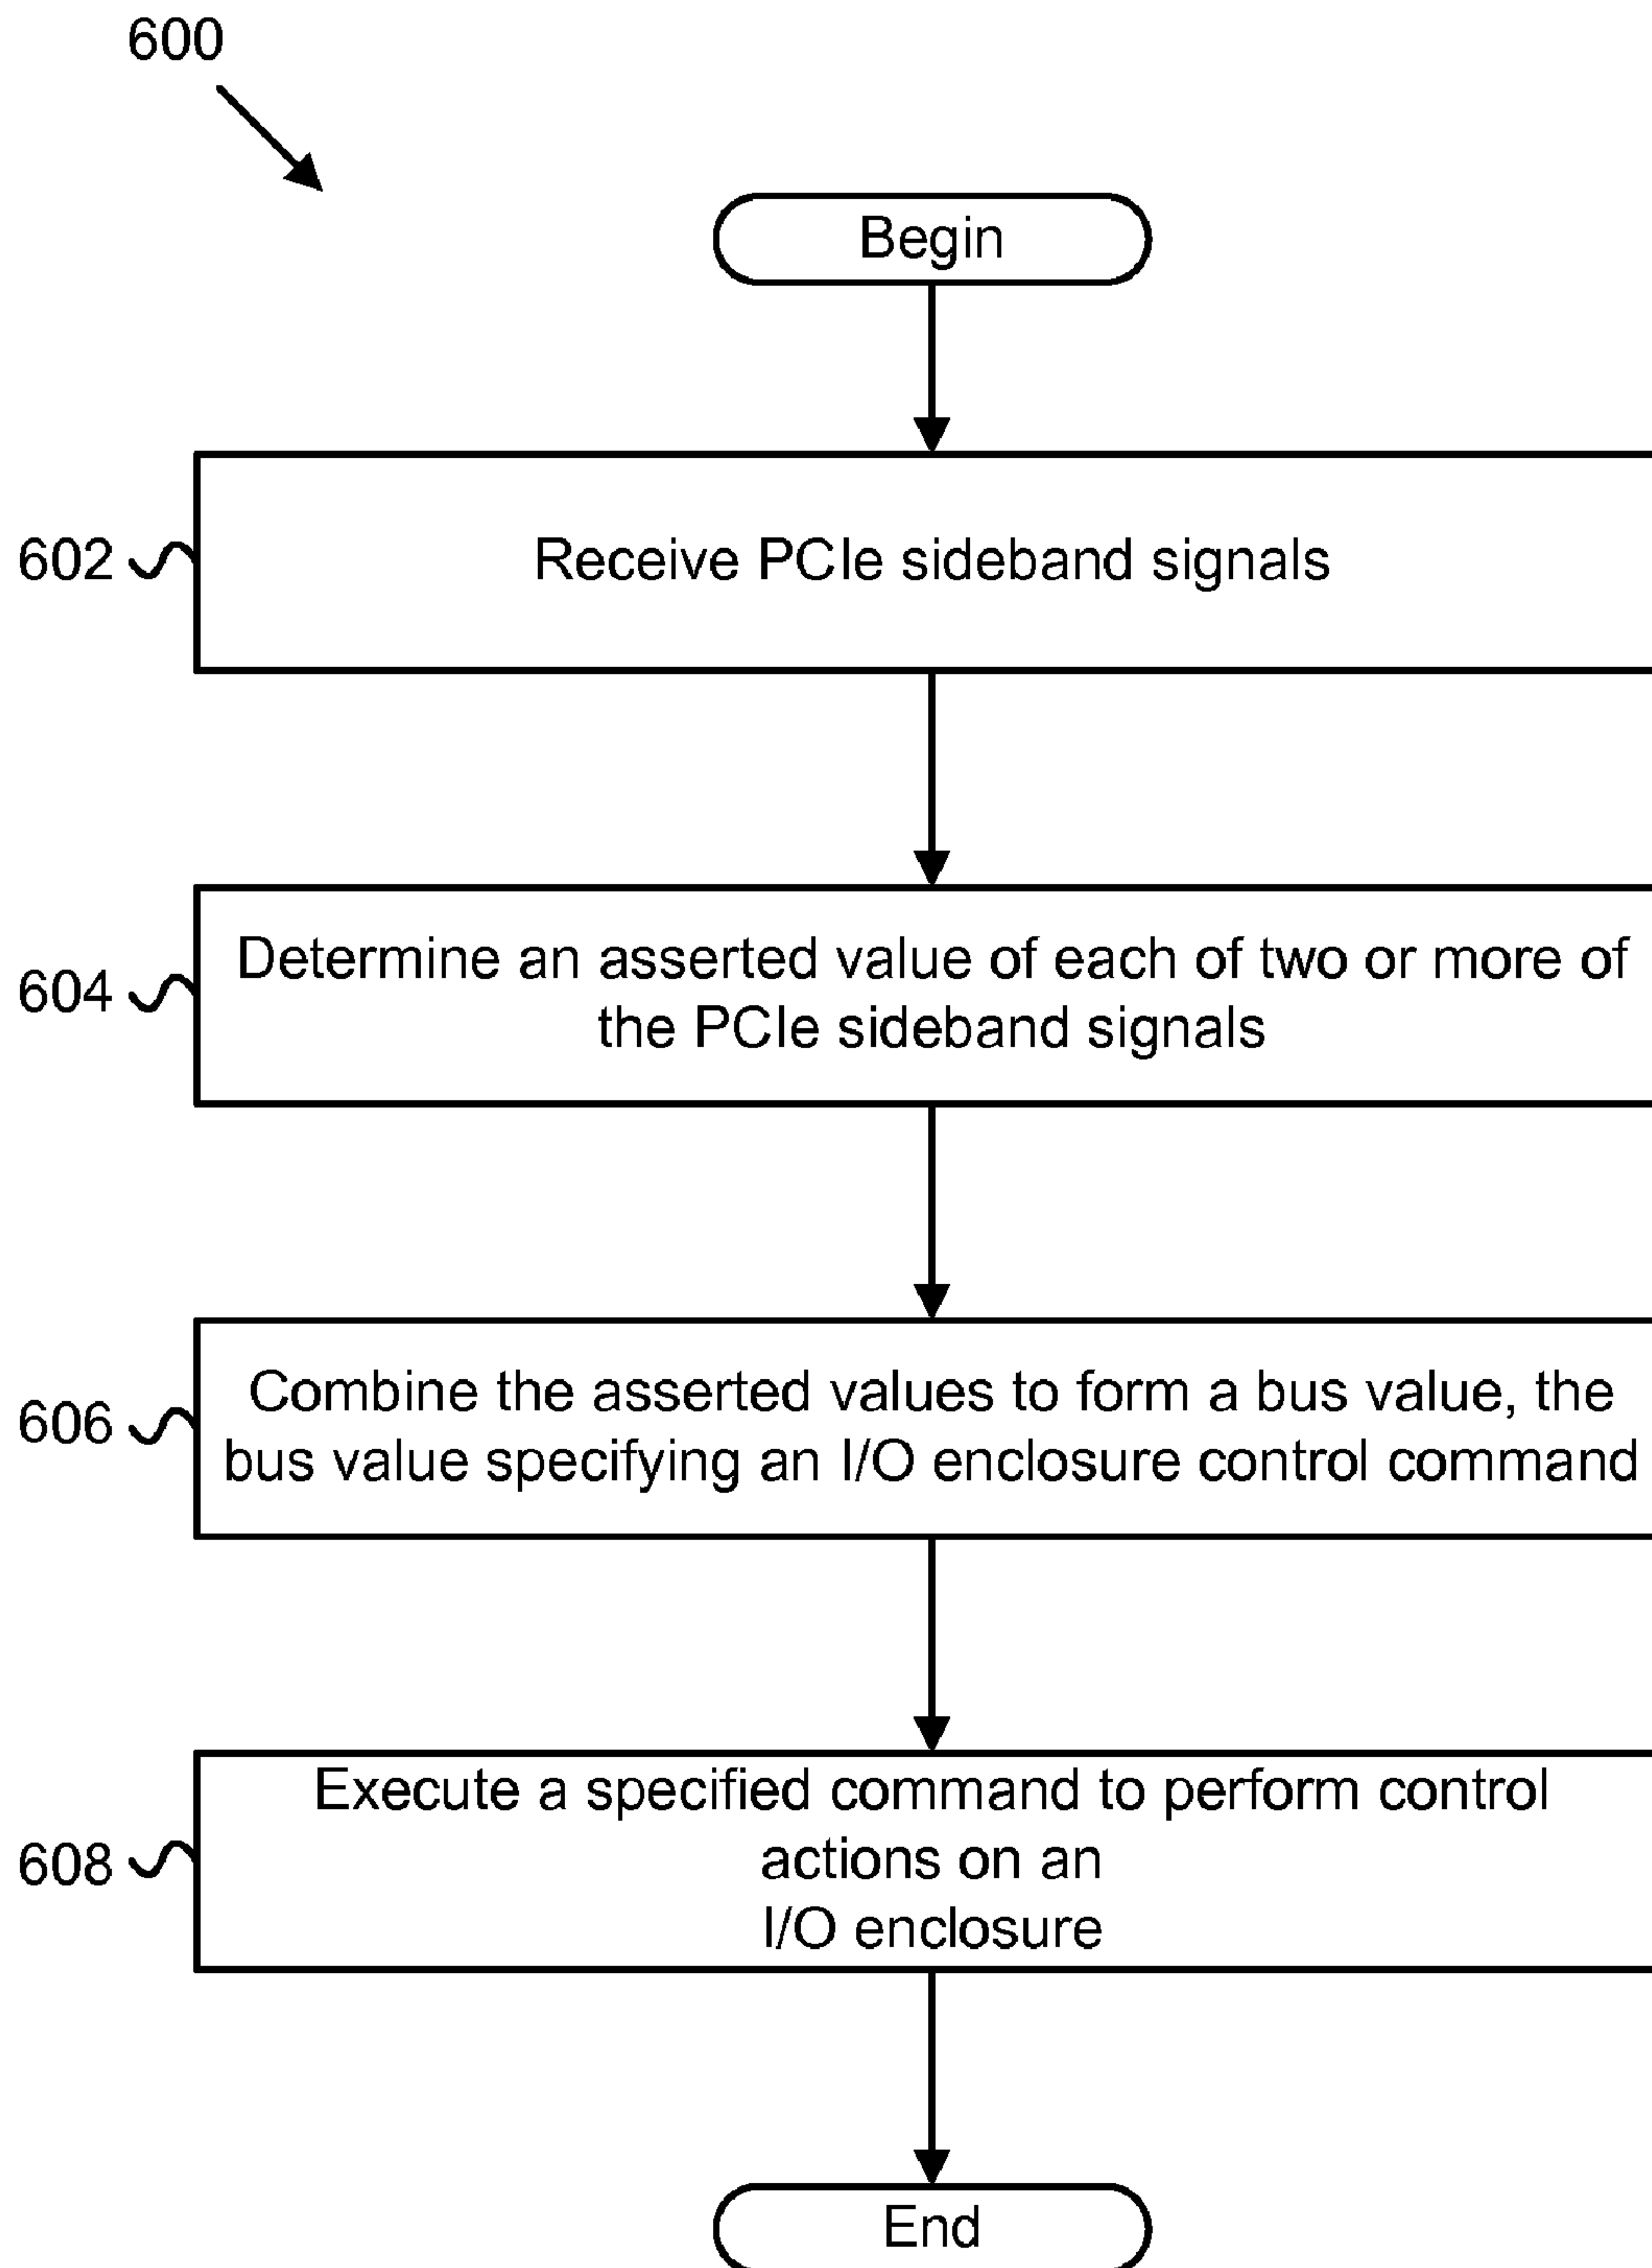 600
Begin
602
Receive PCIe sideband signals
604
Determine an asserted value of each of two or more of
the PCIe sideband signals
606
Combine the asserted values to form a bus value, the
bus value specifying an I/O enclosure control command
608
Execute a specified command to perform control
actions on an
I/O enclosure
End